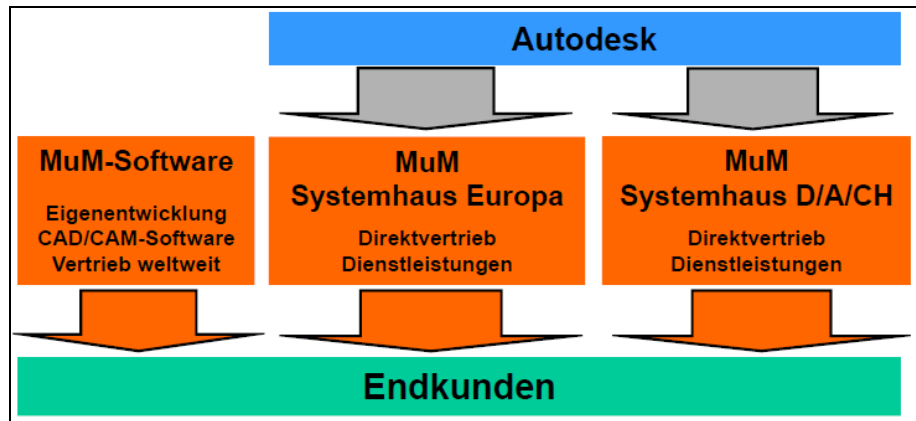 Autodesk
MuM-Software
Eigenentwicklung
CAD/CAM-Software
Vertrieb weltweit
MuM
Systemhaus Europa
Direktvertrieb
Dienstleistungen
MuM
Systemhaus D/A/CH
Direktvertrieb
Dienstleistungen
Endkunden